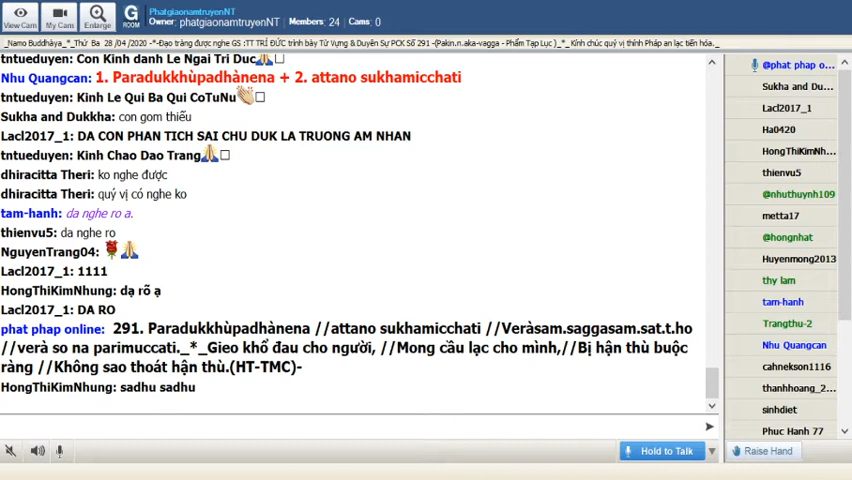 PhatgiaonamtruyenNT
Owner: phatgiaonamtruyenNT Members: 24 Cams: 0
View Cam My Cam Enlarge G ROOM
_Namo Buddhàya_*_Thứ Ba 28 /04 /2020 -*-Đạo tràng được nghe GS :TT TRÍ ĐỨC trình bày Từ Vựng & Duyên Sự PCK Số 291 -(Pakin.n.aka-vagga - Phẩm Tạp Lục )_*_ Kính chúc quý vị thính Pháp an lạc tiến hóa._
tntueduyen: Con Kinh danh Le Ngai Tri Duc
Nhu Quangcan: 1. Paradukkhùpadhànena + 2. attano sukhamicchati
tntueduyen: Kinh Le Qui Ba Qui CoTuNu
Sukha and Dukkha: con gom thiếu
Lacl2017_1: DA CON PHAN TICH SAI CHU DUK LA TRUONG AM NHAN
tntueduyen: Kinh Chao Dao Trang
dhiracitta Theri: ko nghe được
dhiracitta Theri: quý vị có nghe ko
tam-hanh: da nghe ro a.
thienvu5: da nghe ro
NguyenTrang04:
Lacl2017_1: 1111
HongThiKimNhung: dạ rõ ạ
Lacl2017_1: DA RO
phat phap online: 291. Paradukkhùpadhànena //attano sukhamicchati //Veràsam.saggasam.sat.t.ho
//verà so na parimuccati._*_Gieo khổ đau cho người, //Mong cầu lạc cho mình,//Bị hận thù buộc
ràng //Không sao thoát hận thù.(HT-TMC)-
HongThiKimNhung: sadhu sadhu
Hold to Talk
@phat phap o...
Sukha and Du...
Lacl2017_1
Ha0420
HongThiKimNh...
thienvu5
@nhuthuynh109
metta17
@hongnhat
Huyenmong2013
thy lam
tam-hanh
Trangthu-2
Nhu Quangcan
cahnekson1116
thanhhoang_2...
sinhdiet
Phuc Hanh 77
Raise Hand